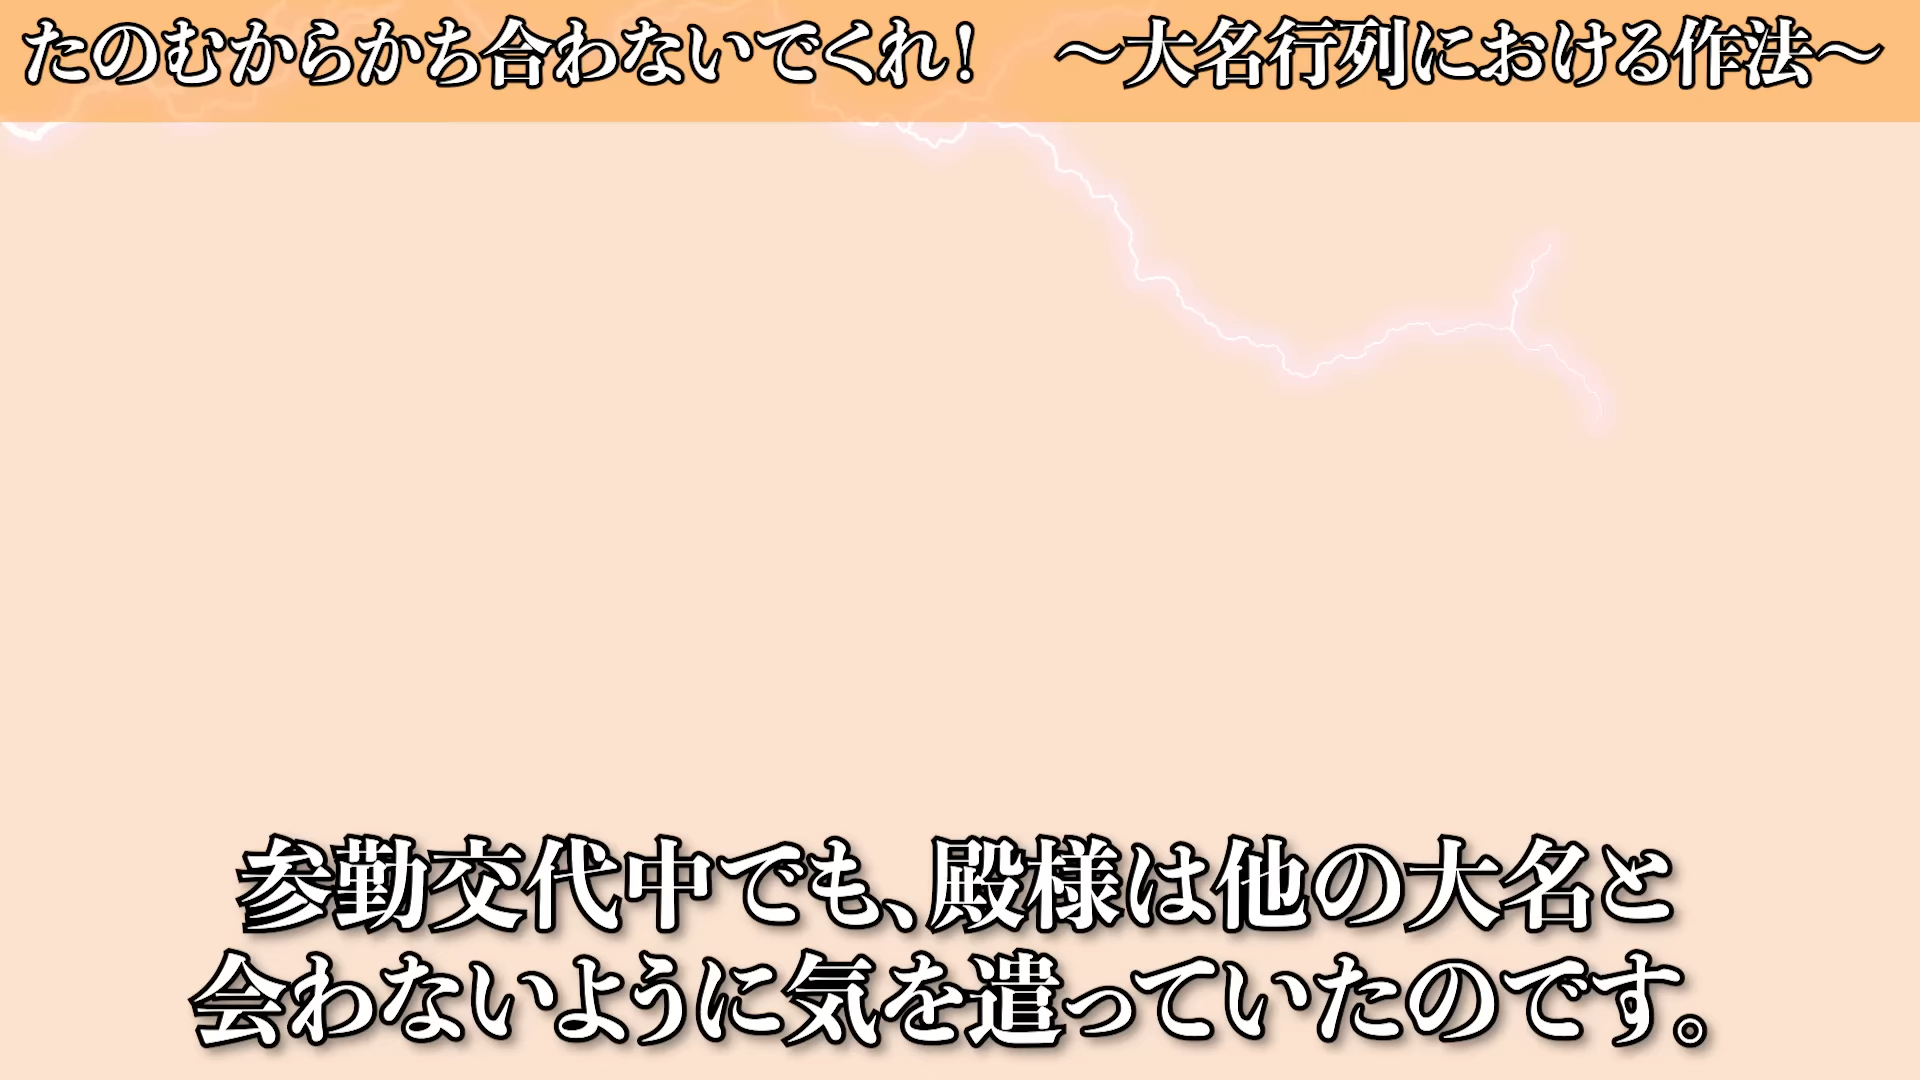 たのむからかち合わないでくれ！　～大名行列における作法～
参勤交代中でも、殿様は他の大名と
会わないように気を遣っていたのです。